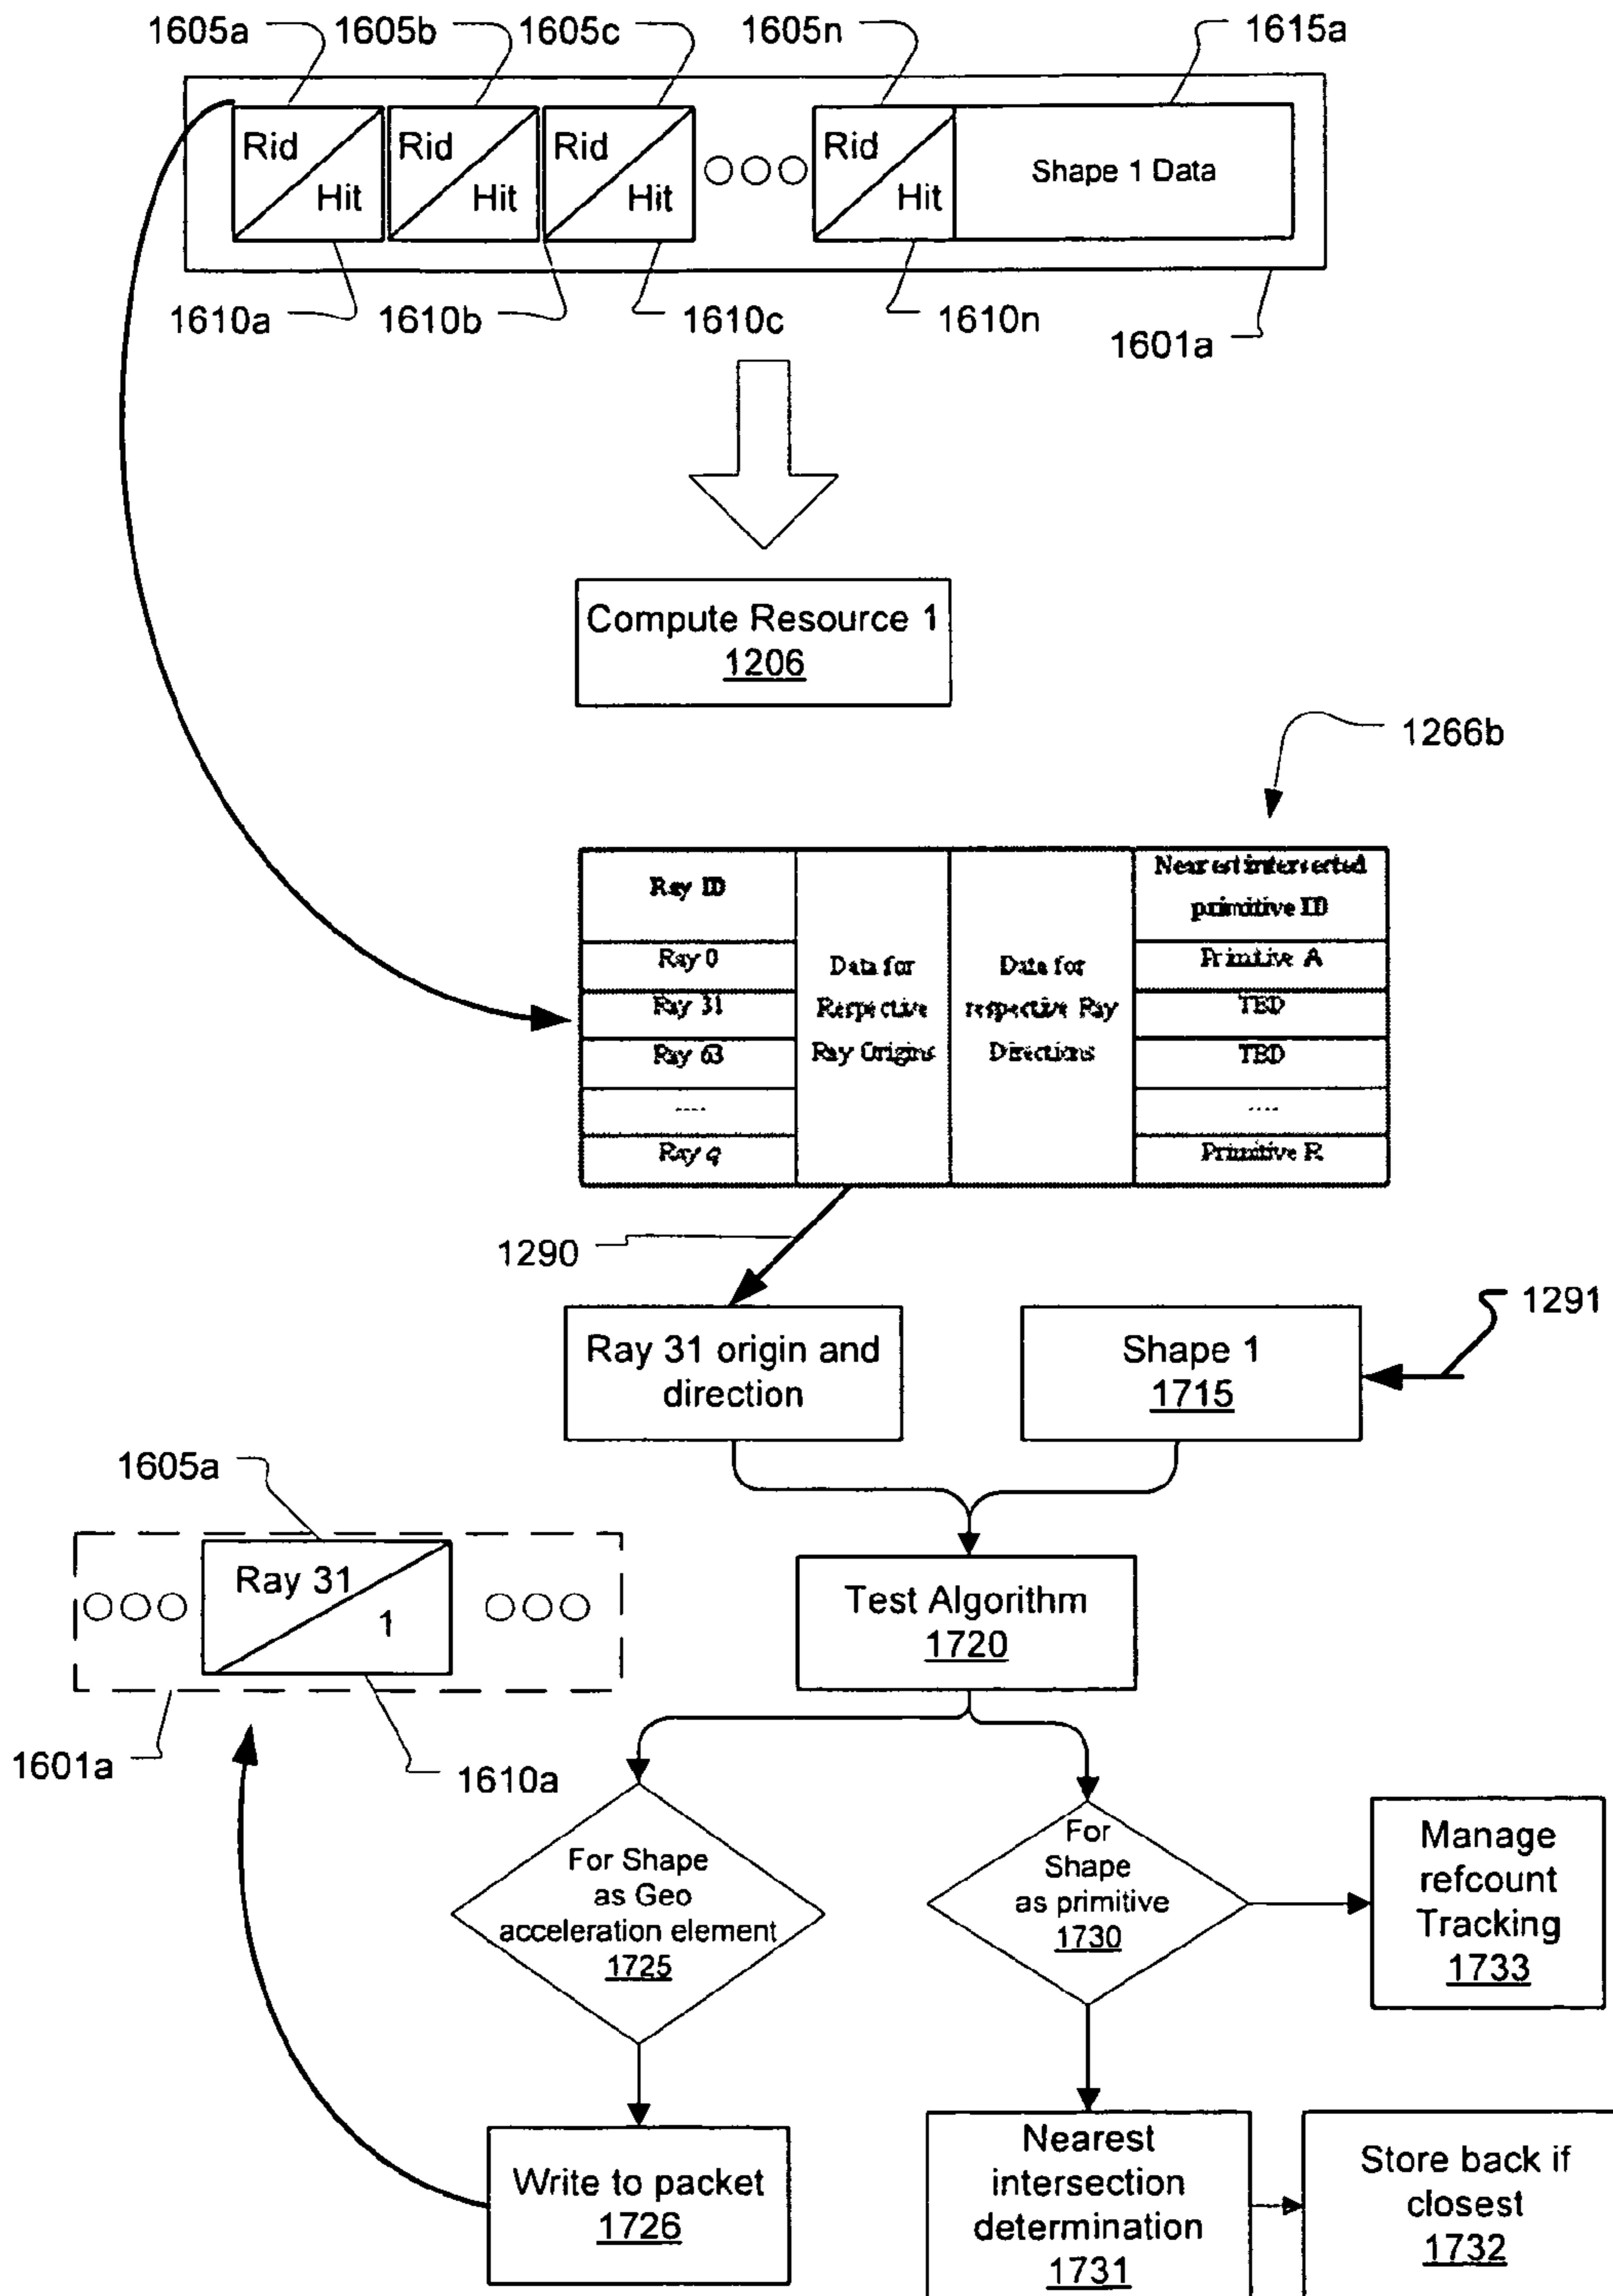 1605a 1605b 1605c 1605n 1615a
Rid Rid Rid Rid
Hit Hit Hit Hit
Shape 1 Data
1610a 1610b 1610c 1610n
1601a
Compute Resource 1
1206
1266b
Ray ID
Nearest intersected
primitive ID
Ray 0
Primitive A
Ray 31
TBD
Ray 63
TBD
....
....
Ray q
Primitive R
Data for
Respective
Ray Origins
Data for
respective Ray
Directions
1290
1291
Ray 31 origin and
direction
Shape 1
1715
1605a
Ray 31
1
1601a
1610a
Test Algorithm
1720
For Shape
as Geo
acceleration element
1725
For
Shape
as primitive
1730
Manage
refcount
Tracking
1733
Write to packet
1726
Nearest
intersection
determination
1731
Store back if
closest
1732